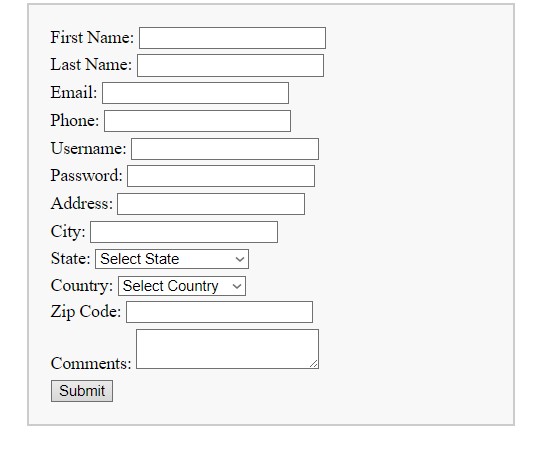 First Name:
Last Name:
Email:
Phone:
Username:
Password:
Address:
City:
State: Select State
Country: Select Country
Zip Code:
Comments:
Submit